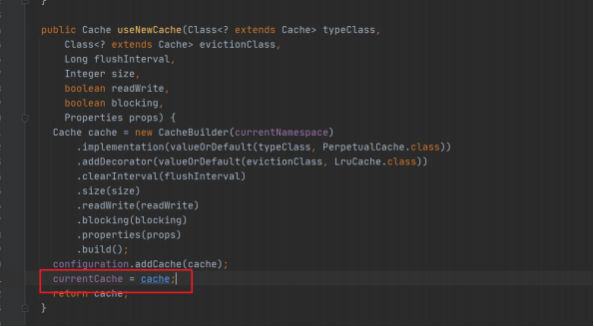 }
public Cache useNewCache(Class<? extends Cache> typeClass,
Class<? extends Cache> evictionClass,
Long flushInterval,
Integer size,
boolean readWrite,
boolean blocking,
Properties props) {
Cache cache = new CacheBuilder(currentNamespace)
.implementation(valueOrDefault(typeClass, PerpetualCache.class))
.addDecorator(valueOrDefault(evictionClass, LruCache.class))
.clearInterval(flushInterval)
.size(size)
.readWrite(readWrite)
.blocking(blocking)
.properties(props)
.build();
configuration.addCache(cache);
currentCache = cache;
return cache;
}